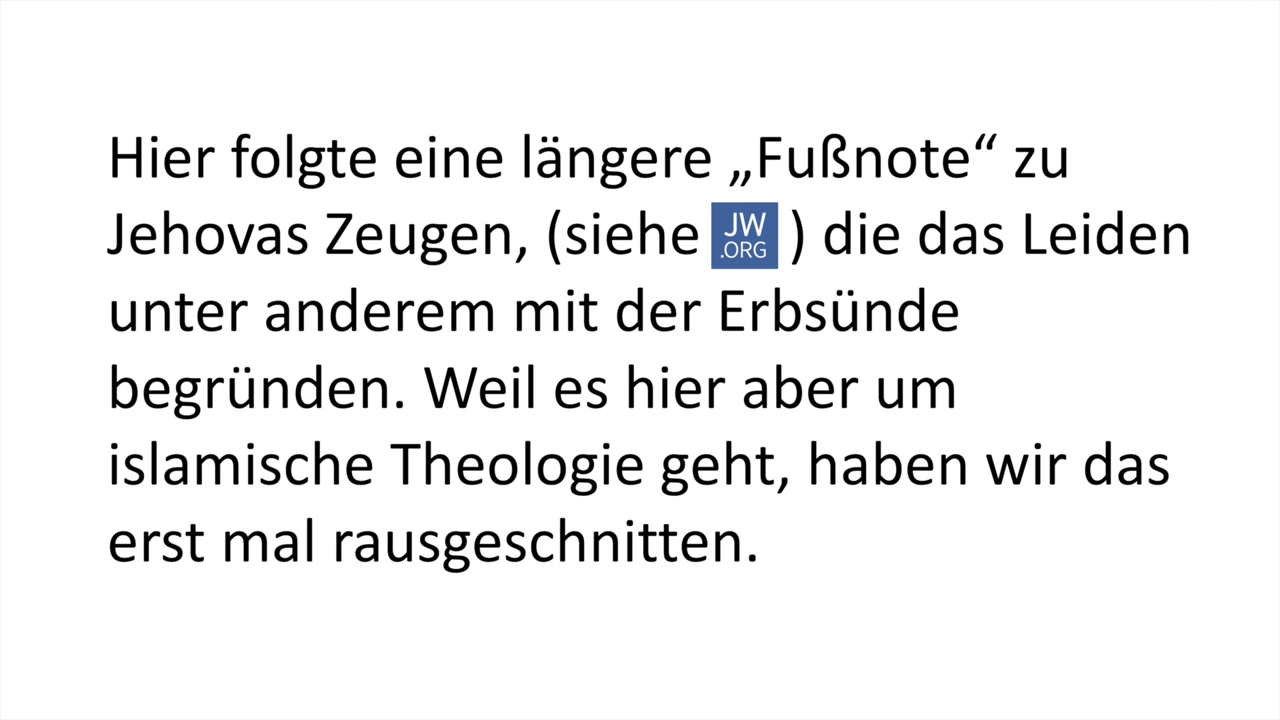 Hier folgte eine längere „Fußnote“ zu
Jehovas Zeugen, (siehe JW .ORG ) die das Leiden
unter anderem mit der Erbsünde
begründen. Weil es hier aber um
islamische Theologie geht, haben wir das
erst mal rausgeschnitten.